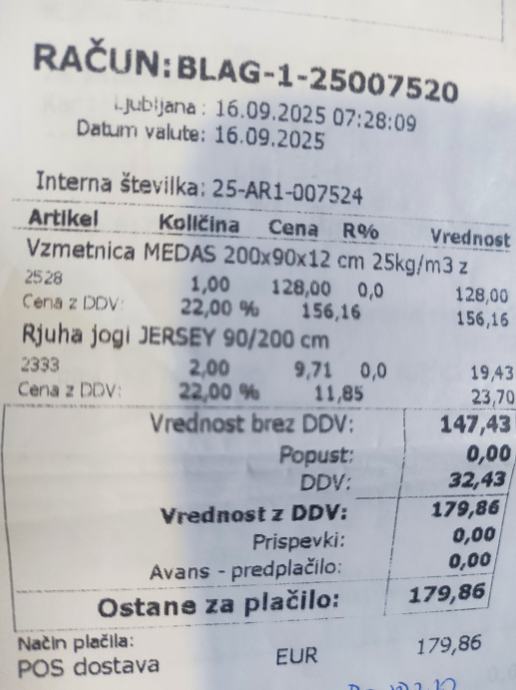 RAČUN: BLAG-1-25007520
Ljubljana : 16.09.2025 07:28:09
Datum valute: 16.09.2025
Interna številka: 25-AR1-007524
Artikel Količina Cena R% Vrednost
Vzmetnica MEDAS 200x90x12 cm 25kg/m3 z
2528 1,00 128,00 0,0 128,00
Cena z DDV: 22,00 % 156,16 156,16
Rjuha jogi JERSEY 90/200 cm
2333 2,00 9,71 0,0 19,43
Cena z DDV: 22,00 % 11,85 23,70
Vrednost brez DDV: 147,43
Popust: 0,00
DDV: 32,43
Vrednost z DDV: 179,86
Prispevki: 0,00
Avans - predplačilo: 0,00
Ostane za plačilo: 179,86
Način plačila:
POS dostava EUR 179,86